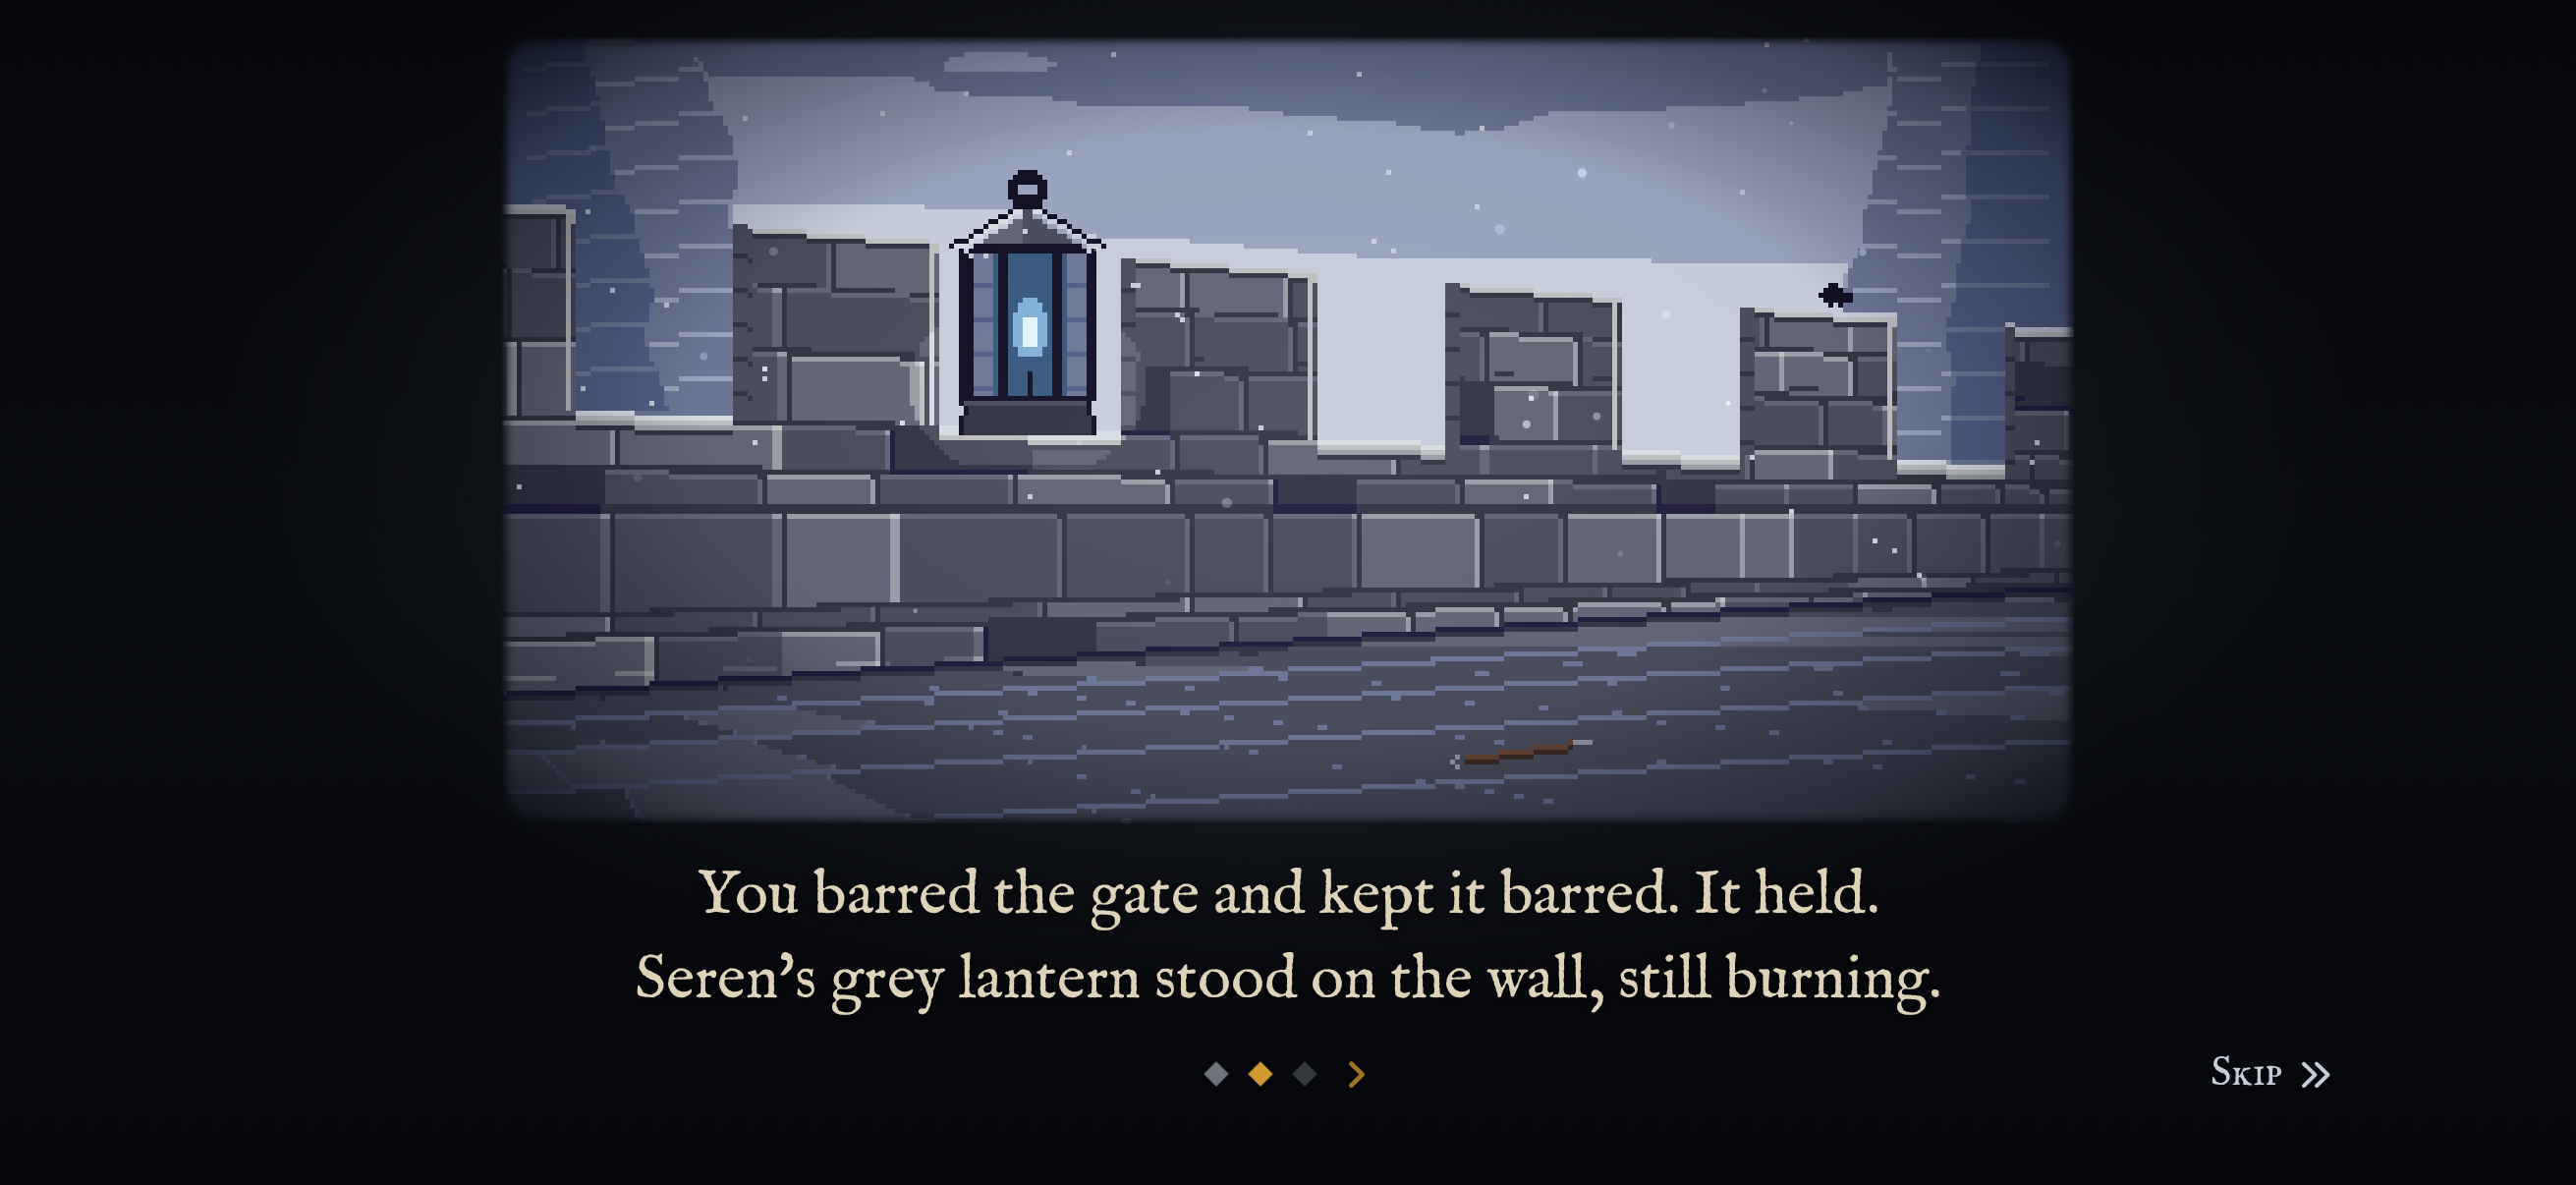 You barred the gate and kept it barred. It held.
Seren’s grey lantern stood on the wall, still burning.
Skip